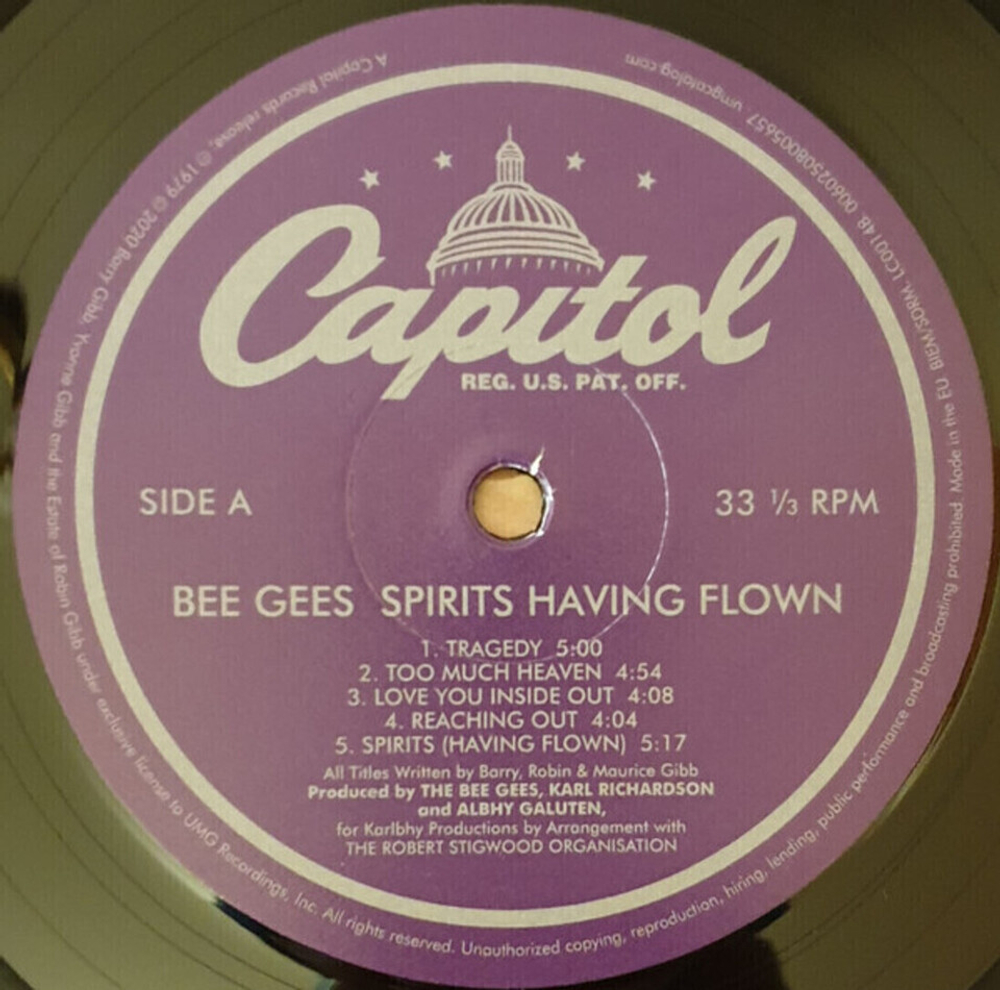 Capitol
REG. U.S. PAT. OFF.
SIDE A
33 ⅓ RPM
BEE GEES SPIRITS HAVING FLOWN
1. TRAGEDY 5:00
2. TOO MUCH HEAVEN 4:54
3. LOVE YOU INSIDE OUT 4:08
4. REACHING OUT 4:04
5. SPIRITS (HAVING FLOWN) 5:17
All Titles Written by Barry, Robin & Maurice Gibb
Produced by THE BEE GEES, KARL RICHARDSON
and ALBHY GALUTEN,
for Karlbhy Productions by Arrangement with
THE ROBERT STIGWOOD ORGANISATION
A Capitol Records release, ℗ 1979 © 2020 Barry Gibb, Yvonne Gibb and the Estate of Robin Gibb under exclusive license to UMG Recordings, Inc. All rights reserved. Unauthorized copying, reproduction, hiring, lending, public performance and broadcasting prohibited. Made in the EU. BIEM/SDRM. LC00148. 00602508005657. umgcatalog.com